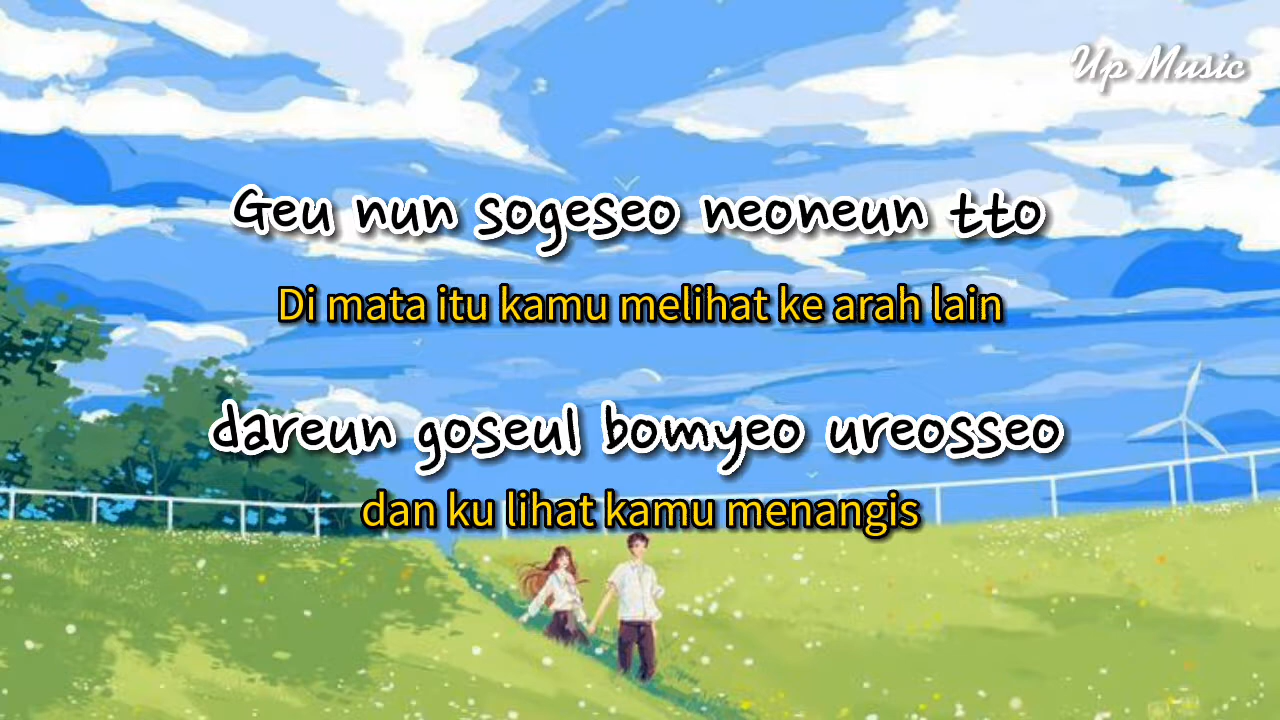 Up Music
Geu nun sogeseo neoneun tto
Di mata itu kamu melihat ke arah lain
dareun goseul bomyeo ureosseo
dan ku lihat kamu menangis